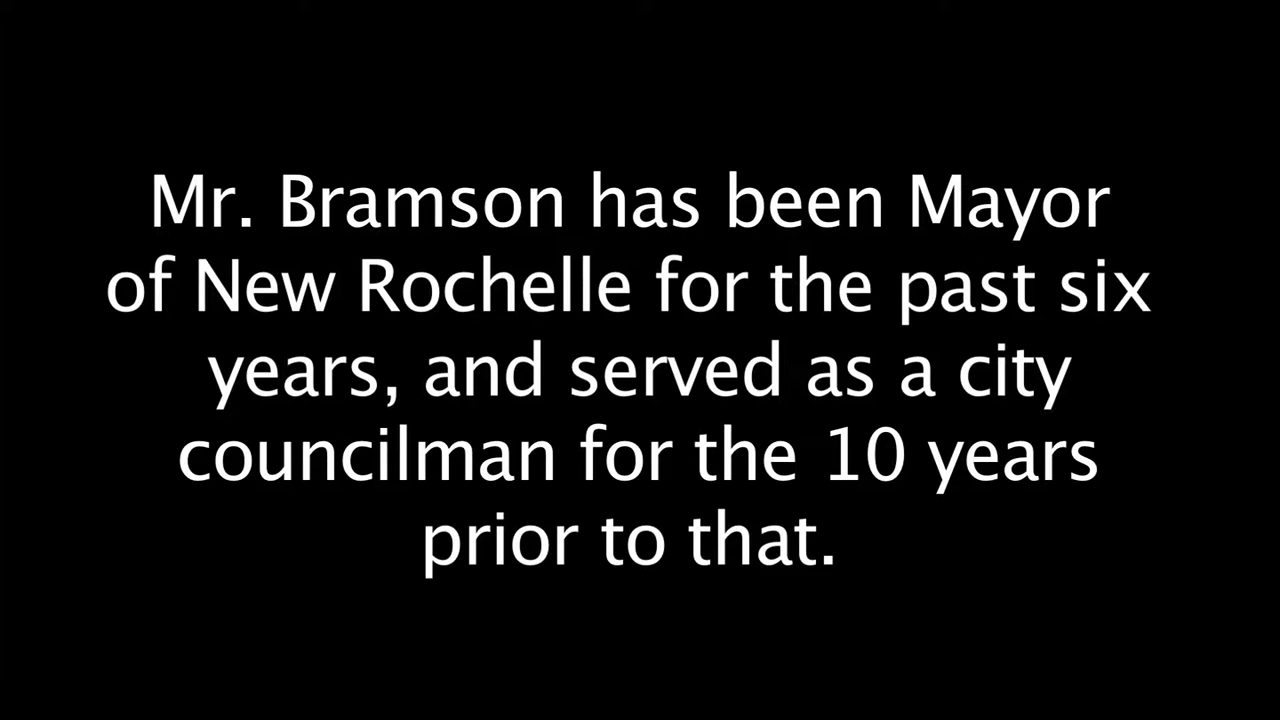 Mr. Bramson has been Mayor
of New Rochelle for the past six
years, and served as a city
councilman for the 10 years
prior to that.